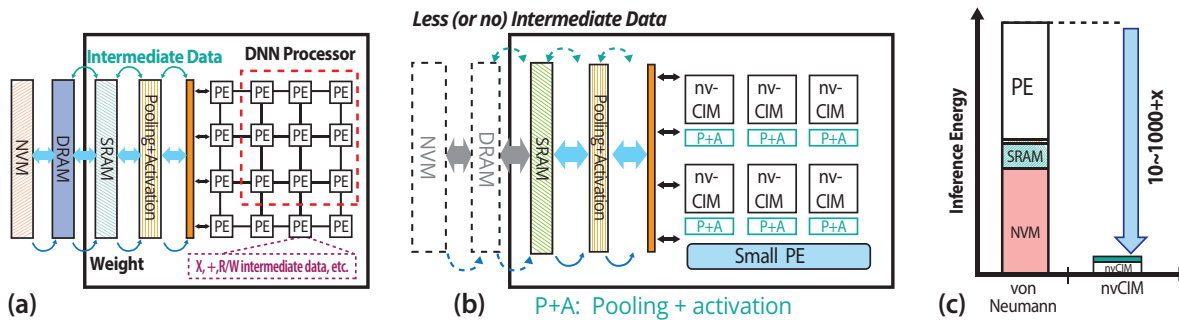 Intermediate Data
DNN Processor
NVM
DRAM
SRAM
Pooling+Activation
PE PE PE PE
PE PE PE PE
PE PE PE PE
PE PE PE PE
Weight
X, +,R/W intermediate data, etc.
(a)
Less (or no) Intermediate Data
NVM
DRAM
SRAM
Pooling+Activation
nv-
CIM
nv-
CIM
nv-
CIM
P+A P+A P+A
nv-
CIM
nv-
CIM
nv-
CIM
P+A P+A P+A
Small PE
(b)
P+A: Pooling + activation
Inference Energy
PE
SRAM
NVM
10~1000+x
nvCIM
von
Neumann
nvCIM
(c)